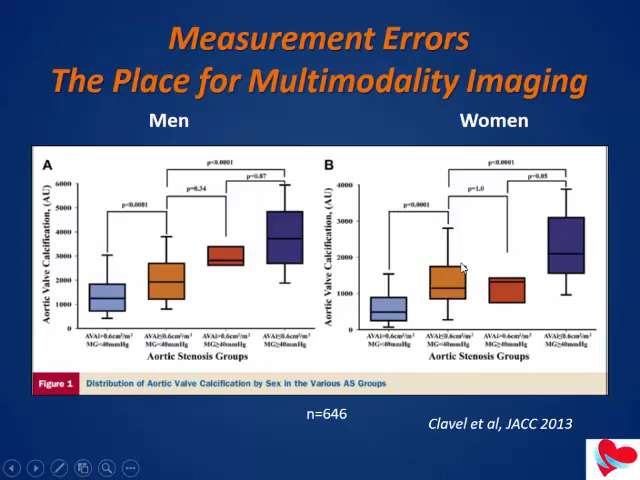 Measurement Errors
The Place for Multimodality Imaging
Men
Women
A
Aortic Valve Calcification, (AU)
6000
5000
4000
3000
2000
1000
0
p<0.0001
p<0.0001
p=0.34
p=0.87
AVAi>0.6cm²/m²
MG<40mmHg
AVAi≤0.6cm²/m²
MG<40mmHg
AVAi>0.6cm²/m²
MG≥40mmHg
AVAi≤0.6cm²/m²
MG≥40mmHg
Aortic Stenosis Groups
B
Aortic Valve Calcification, (AU)
4000
3000
2000
1000
0
p<0.0001
p<0.0001
p=1.0
p=0.05
AVAi>0.6cm²/m²
MG<40mmHg
AVAi≤0.6cm²/m²
MG<40mmHg
AVAi>0.6cm²/m²
MG≥40mmHg
AVAi≤0.6cm²/m²
MG≥40mmHg
Aortic Stenosis Groups
Figure 1 Distribution of Aortic Valve Calcification by Sex in the Various AS Groups
n=646
Clavel et al, JACC 2013